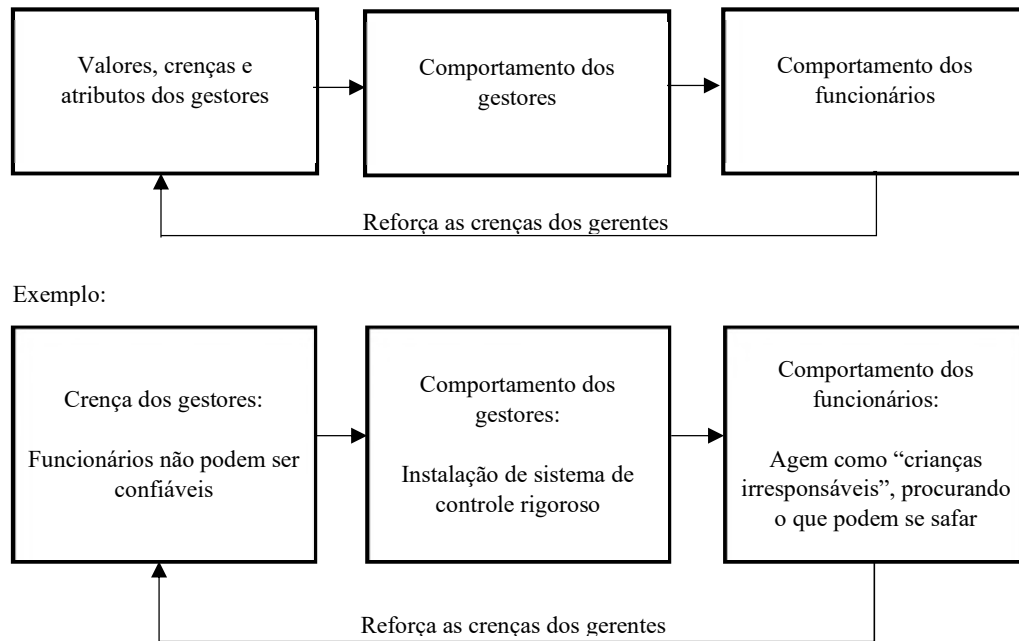 Valores, crenças e
atributos dos gestores
Comportamento dos
gestores
Comportamento dos
funcionários
Reforça as crenças dos gerentes
Exemplo:
Crença dos gestores:
Funcionários não podem ser
confiáveis
Comportamento dos
gestores:
Instalação de sistema de
controle rigoroso
Comportamento dos
funcionários:
Agem como “crianças
irresponsáveis”, procurando
o que podem se safar
Reforça as crenças dos gerentes